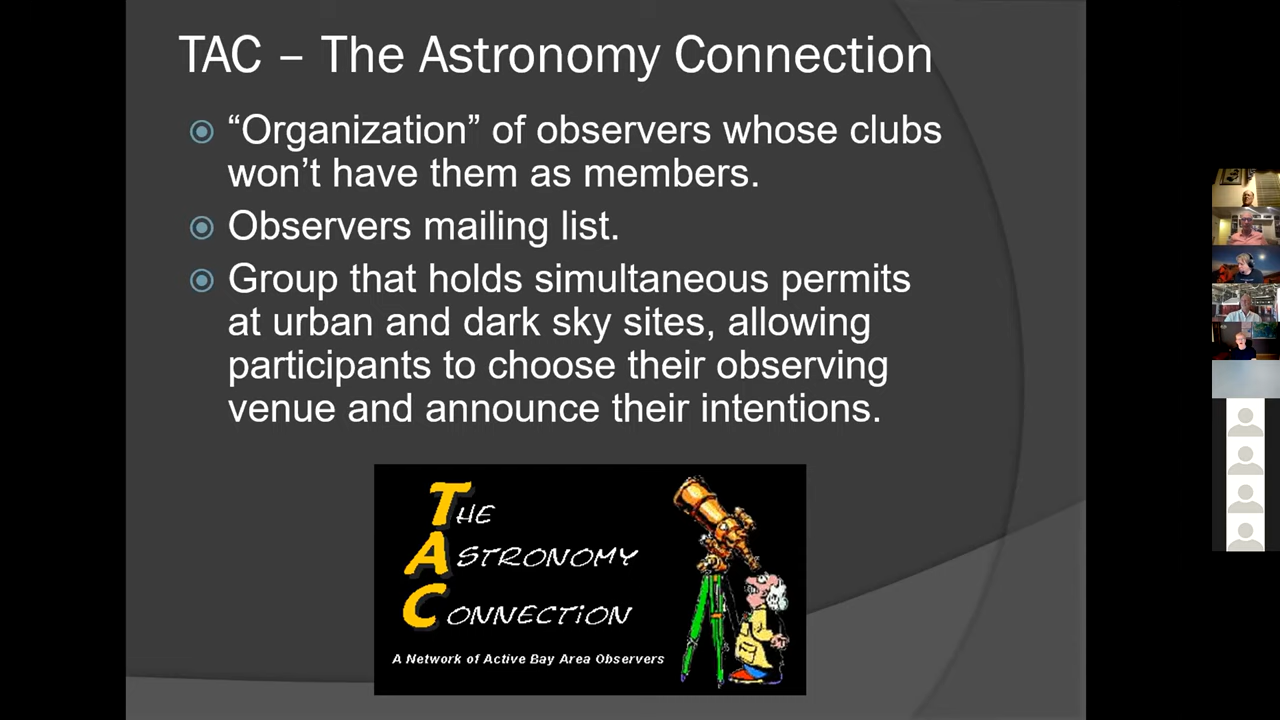 TAC – The Astronomy Connection
“Organization” of observers whose clubs
won’t have them as members.
Observers mailing list.
Group that holds simultaneous permits
at urban and dark sky sites, allowing
participants to choose their observing
venue and announce their intentions.
THE
ASTRONOMY
CONNECTION
A Network of Active Bay Area Observers